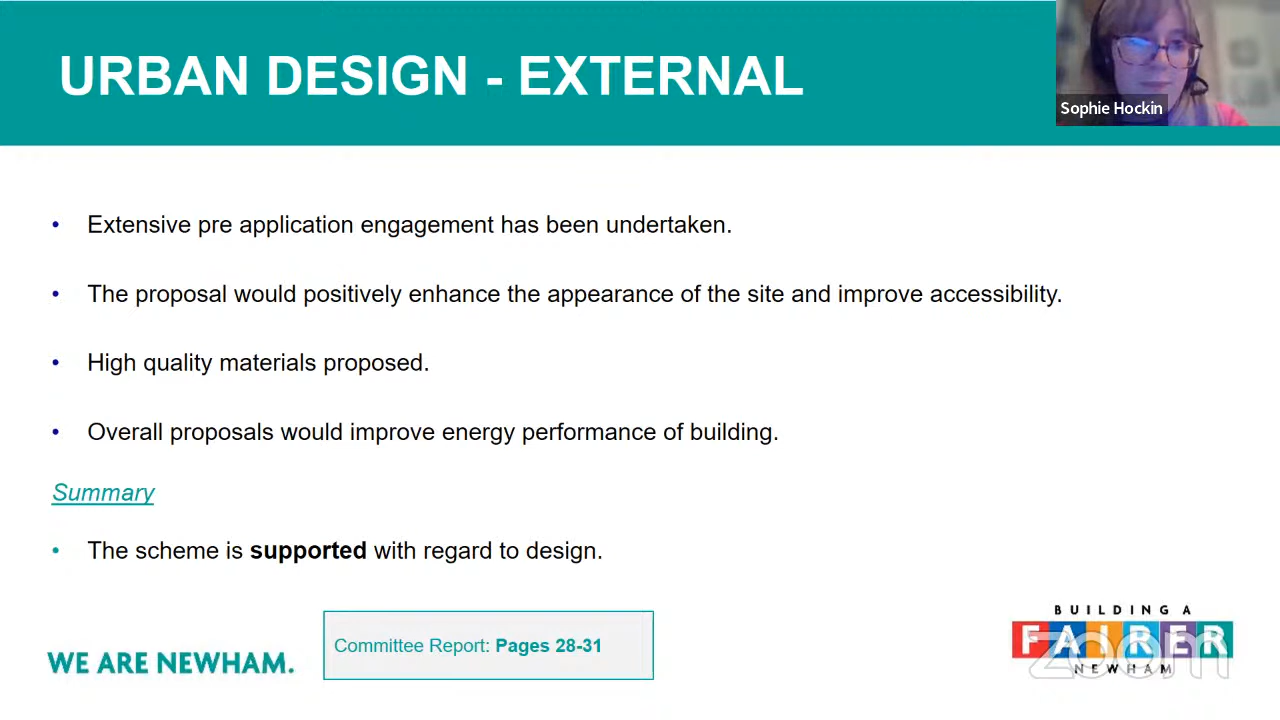 URBAN DESIGN - EXTERNAL
Sophie Hockin
• Extensive pre application engagement has been undertaken.
• The proposal would positively enhance the appearance of the site and improve accessibility.
• High quality materials proposed.
• Overall proposals would improve energy performance of building.
Summary
• The scheme is supported with regard to design.
Committee Report: Pages 28-31
WE ARE NEWHAM.
BUILDING A
FAIRER
NEWHAM
zoom